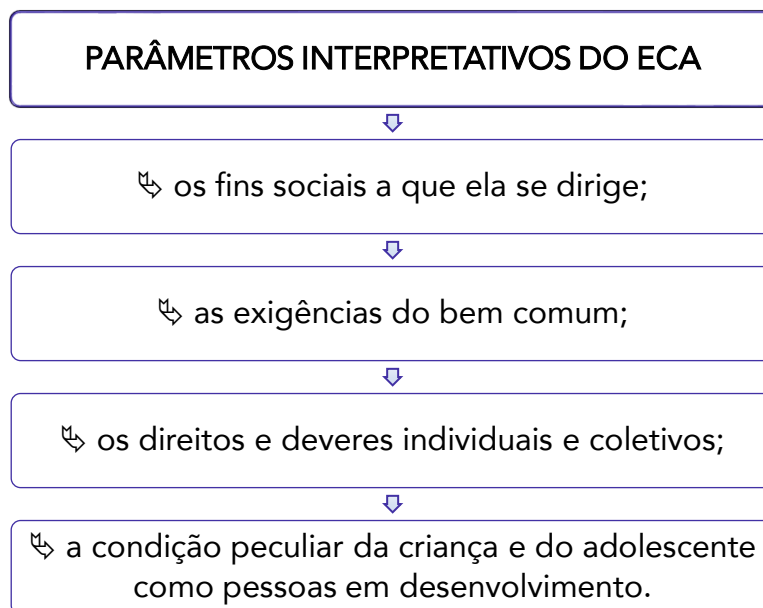 PARÂMETROS INTERPRETATIVOS DO ECA
os fins sociais a que ela se dirige;
as exigências do bem comum;
os direitos e deveres individuais e coletivos;
a condição peculiar da criança e do adolescente
como pessoas em desenvolvimento.